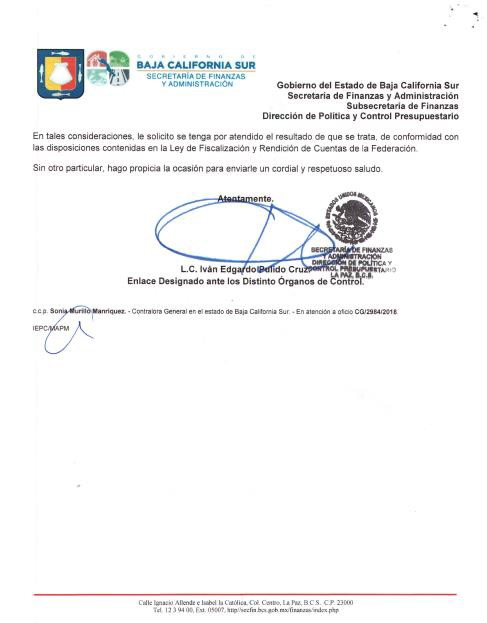 GOBIERNO DE
BAJA CALIFORNIA SUR
SECRETARÍA DE FINANZAS
Y ADMINISTRACIÓN
Gobierno del Estado de Baja California Sur
Secretaria de Finanzas y Administración
Subsecretaria de Finanzas
Dirección de Política y Control Presupuestario
En tales consideraciones, le solicito se tenga por atendido el resultado de que se trata, de conformidad con
las disposiciones contenidas en la Ley de Fiscalización y Rendición de Cuentas de la Federación.
Sin otro particular, hago propicia la ocasión para enviarle un cordial y respetuoso saludo.
Atentamente.
ESTADOS UNIDOS MEXICANOS
SECRETARÍA DE FINANZAS
Y ADMINISTRACIÓN
DIRECCIÓN DE POLÍTICA Y
CONTROL PRESUPUESTARIO
LA PAZ, B.C.S.
L.C. Iván Edgardo Pulido Cruz
Enlace Designado ante los Distinto Órganos de Control.
c.c.p. Sonia Murillo Manríquez. - Contralora General en el estado de Baja California Sur. - En atención a oficio CG/2984/2018.
IEPC/MAPM
Calle Ignacio Allende e Isabel la Católica, Col. Centro, La Paz, B.C.S. C.P. 23000
Tel. 12 3 94 00, Ext. 05007, http//secfin.bcs.gob.mx/finanzas/index.php